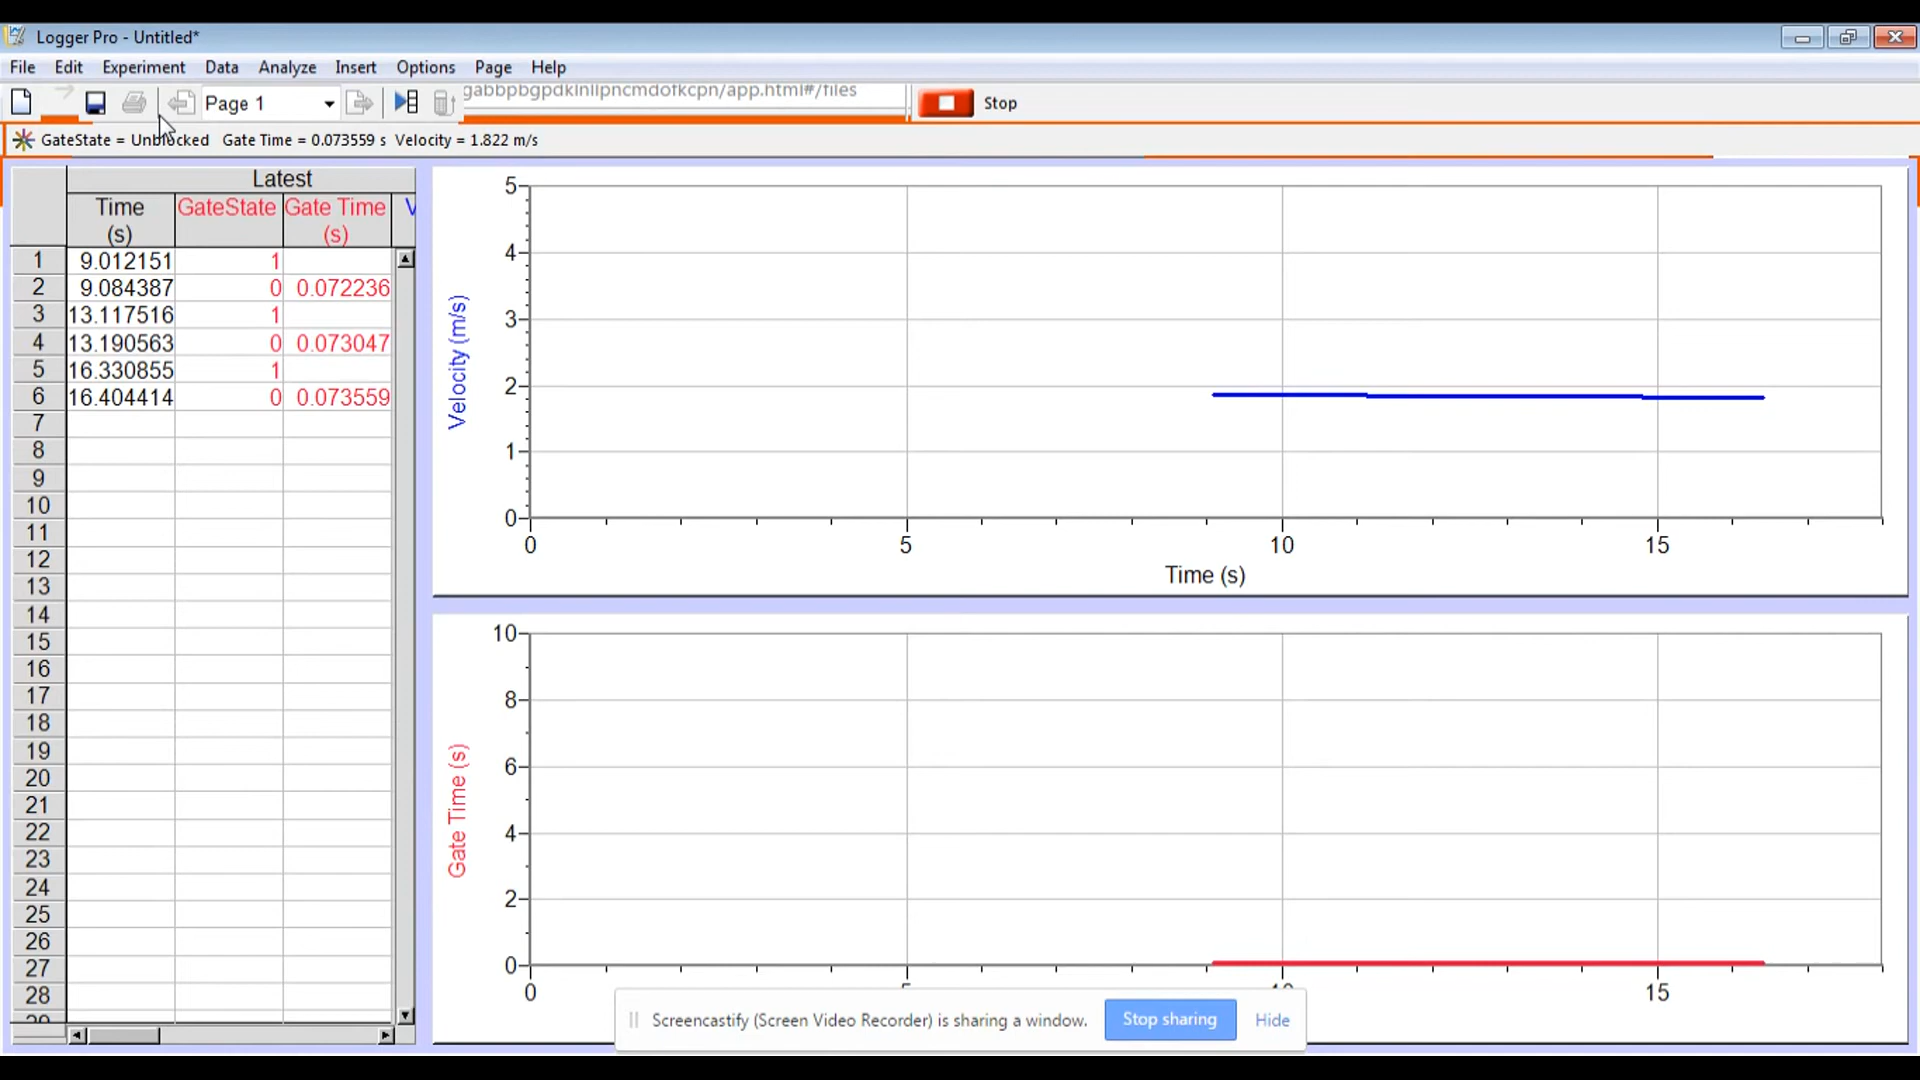 Logger Pro - Untitled*
File Edit Experiment Data Analyze Insert Options Page Help
Page 1
gabbpbgpdklnllpncmdofkcpn/app.html#/files
Stop
GateState = Unblocked Gate Time = 0.073559 s Velocity = 1.822 m/s
Latest
Time (s) GateState Gate Time (s) V
1 9.012151 1
2 9.084387 0 0.072236
3 13.117516 1
4 13.190563 0 0.073047
5 16.330855 1
6 16.404414 0 0.073559
7
8
9
10
11
12
13
14
15
16
17
18
19
20
21
22
23
24
25
26
27
28
29
Velocity (m/s)
5
4
3
2
1
0
0 5 10 15
Time (s)
Gate Time (s)
10
8
6
4
2
0
0 5 10 15
Screencastify (Screen Video Recorder) is sharing a window. Stop sharing Hide